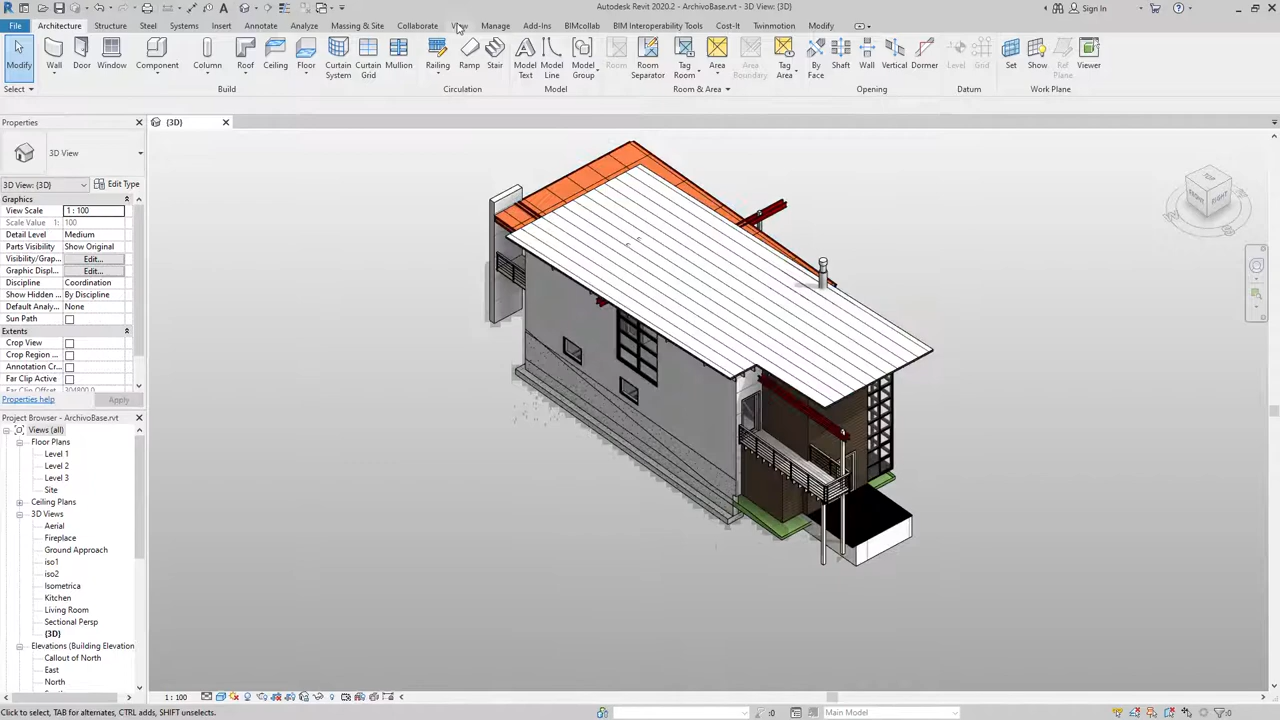 Autodesk Revit 2020.2 - ArchivoBase.rvt - 3D View: {3D}
Sign In
File Architecture Structure Steel Systems Insert Annotate Analyze Massing & Site Collaborate View Manage Add-Ins BIMcollab BIM Interoperability Tools Cost-It Twinmotion Modify
Modify Wall Door Window Component Column Roof Ceiling Floor Curtain System Curtain Grid Mullion Railing Ramp Stair Model Text Model Line Model Group Room Room Separator Tag Room Area Area Boundary Tag Area By Face Shaft Wall Vertical Dormer Level Grid Set Show Ref Plane Viewer
Select Build Circulation Model Room & Area Opening Datum Work Plane
Properties
{3D}
3D View
3D View: {3D} Edit Type
Graphics
View Scale 1 : 100
Scale Value 1: 100
Detail Level Medium
Parts Visibility Show Original
Visibility/Grap... Edit...
Graphic Displ... Edit...
Discipline Coordination
Show Hidden ... By Discipline
Default Analy... None
Sun Path
Extents
Crop View
Crop Region ...
Annotation Cr...
Far Clip Active
Far Clip Offset 304800.0
Properties help Apply
Project Browser - ArchivoBase.rvt
Views (all)
Floor Plans
Level 1
Level 2
Level 3
Site
Ceiling Plans
3D Views
Aerial
Fireplace
Ground Approach
iso1
iso2
Isometrica
Kitchen
Living Room
Sectional Persp
{3D}
Elevations (Building Elevation
Callout of North
East
North
TOP
FRONT
RIGHT
1 : 100
Click to select, TAB for alternates, CTRL adds, SHIFT unselects.
:0
Main Model
:0